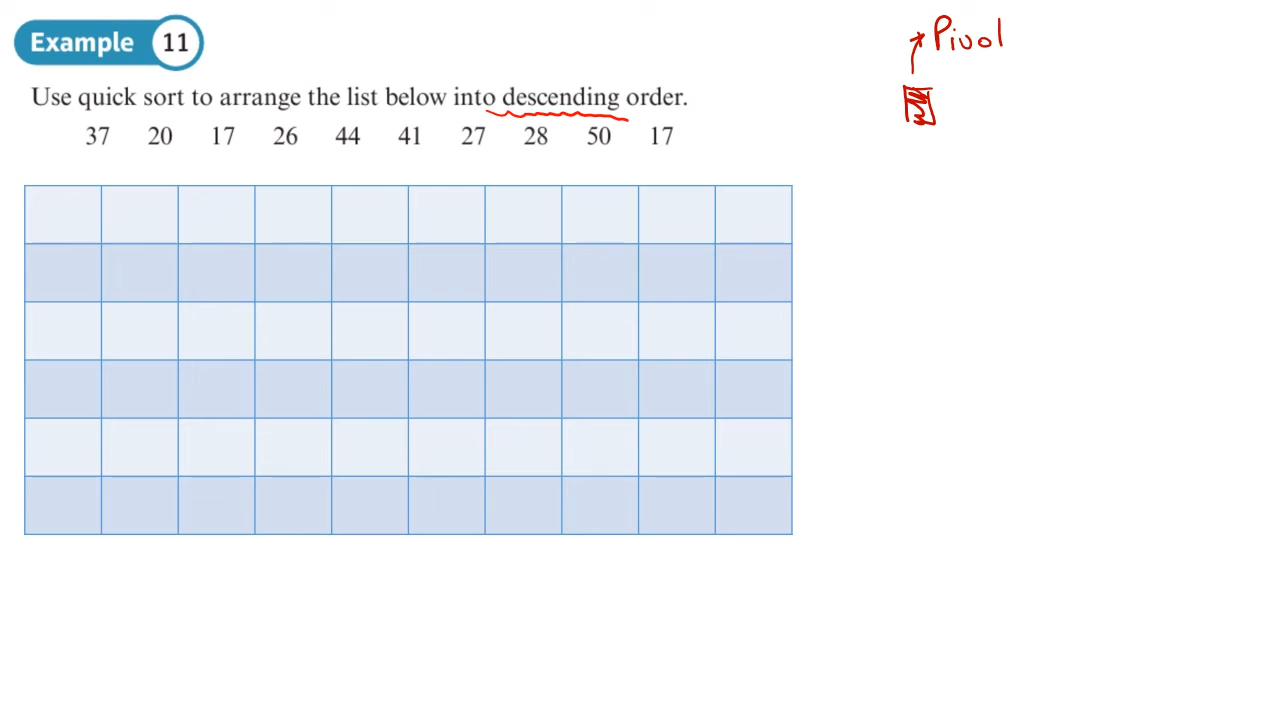 Example 11
Pivot
Use quick sort to arrange the list below into descending order.
37 20 17 26 44 41 27 28 50 17